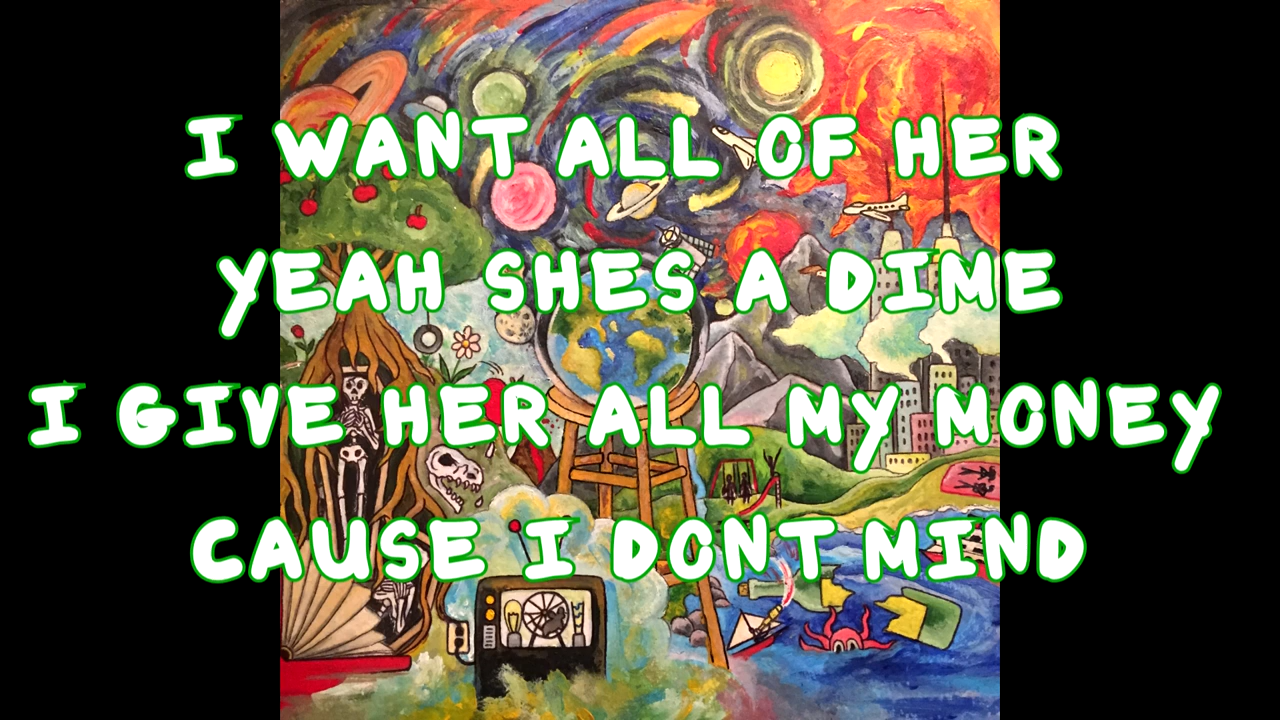 I WANT ALL OF HER
YEAH SHES A DIME
I GIVE HER ALL MY MONEY
CAUSE I DONT MIND